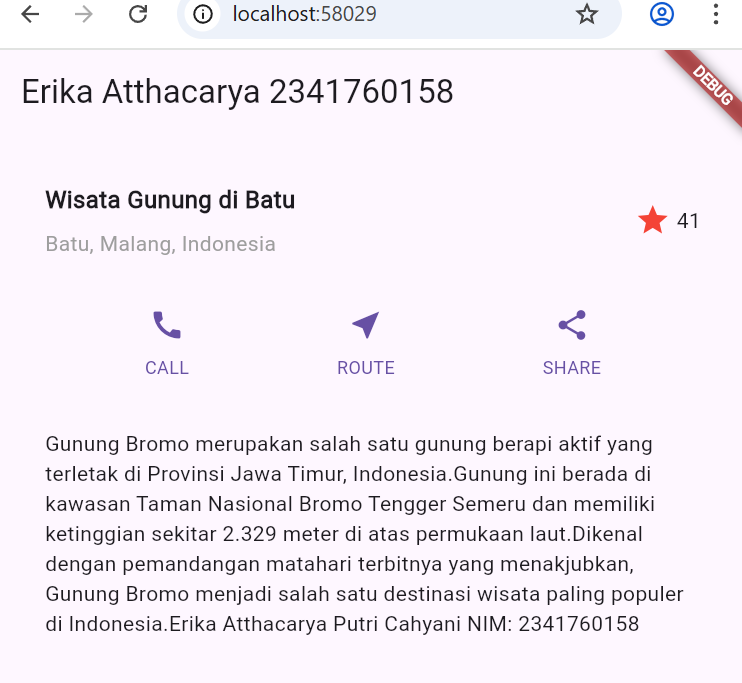 localhost:58029
DEBUG
Erika Atthacarya 2341760158
Wisata Gunung di Batu
Batu, Malang, Indonesia
41
CALL
ROUTE
SHARE
Gunung Bromo merupakan salah satu gunung berapi aktif yang
terletak di Provinsi Jawa Timur, Indonesia.Gunung ini berada di
kawasan Taman Nasional Bromo Tengger Semeru dan memiliki
ketinggian sekitar 2.329 meter di atas permukaan laut.Dikenal
dengan pemandangan matahari terbitnya yang menakjubkan,
Gunung Bromo menjadi salah satu destinasi wisata paling populer
di Indonesia.Erika Atthacarya Putri Cahyani NIM: 2341760158